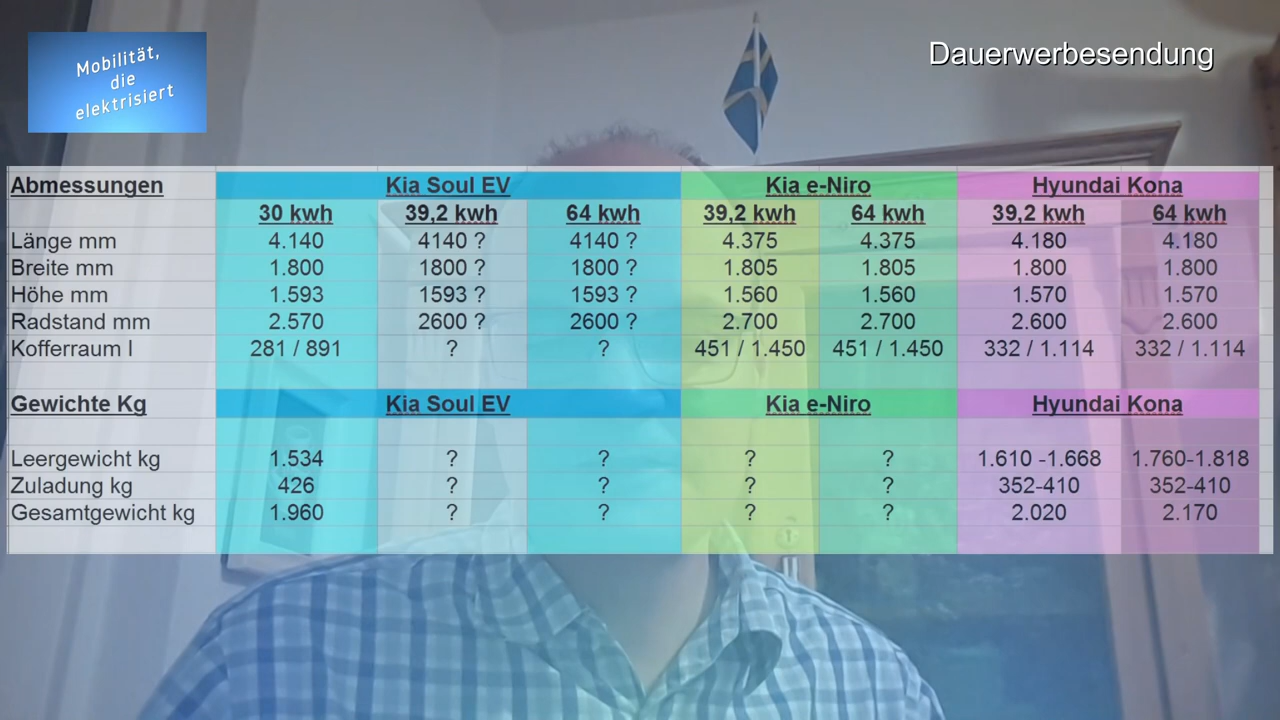 Mobilität,
die
elektrisiert
Dauerwerbesendung
Abmessungen Kia Soul EV Kia e-Niro Hyundai Kona
30 kwh 39,2 kwh 64 kwh 39,2 kwh 64 kwh 39,2 kwh 64 kwh
Länge mm 4.140 4140 ? 4140 ? 4.375 4.375 4.180 4.180
Breite mm 1.800 1800 ? 1800 ? 1.805 1.805 1.800 1.800
Höhe mm 1.593 1593 ? 1593 ? 1.560 1.560 1.570 1.570
Radstand mm 2.570 2600 ? 2600 ? 2.700 2.700 2.600 2.600
Kofferraum l 281 / 891 ? ? 451 / 1.450 451 / 1.450 332 / 1.114 332 / 1.114
Gewichte Kg Kia Soul EV Kia e-Niro Hyundai Kona
Leergewicht kg 1.534 ? ? ? ? 1.610 -1.668 1.760-1.818
Zuladung kg 426 ? ? ? ? 352-410 352-410
Gesamtgewicht kg 1.960 ? ? ? ? 2.020 2.170